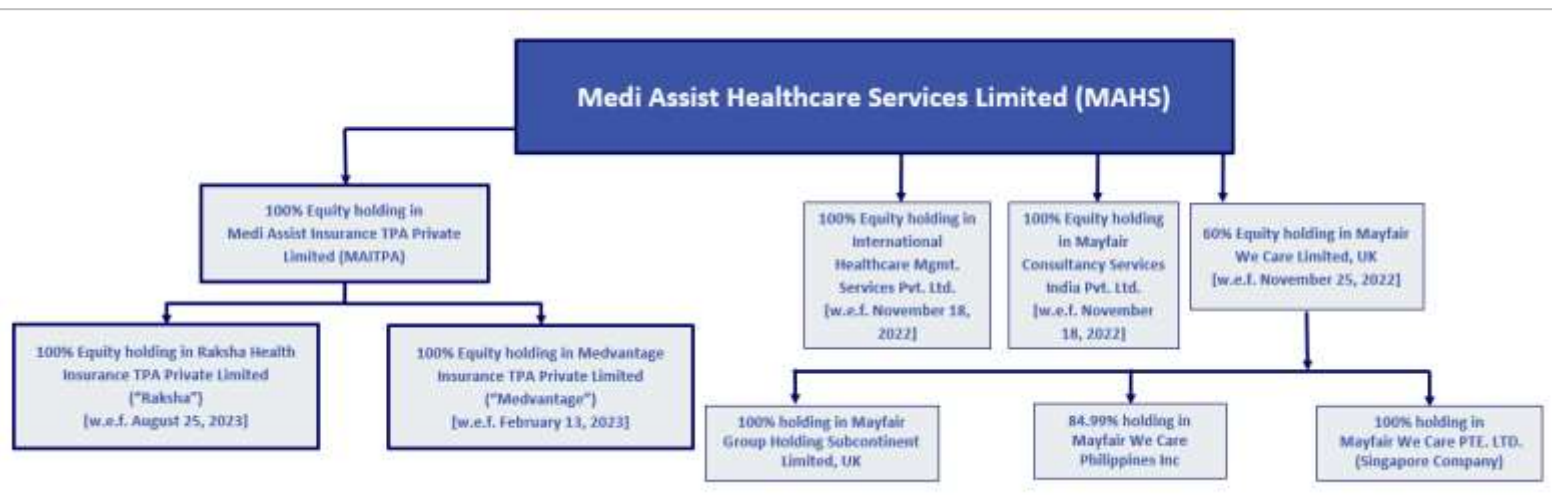 Medi Assist Healthcare Services Limited (MAHS)
100% Equity holding in
Medi Assist Insurance TPA Private
Limited (MAITPA)
100% Equity holding in
International
Healthcare Mgmt.
Services Pvt. Ltd.
[w.e.f. November 18,
2022]
100% Equity holding
in Mayfair
Consultancy Services
India Pvt. Ltd.
[w.e.f. November
18, 2022]
60% Equity holding in Mayfair
We Care Limited, UK
[w.e.f. November 25, 2022]
100% Equity holding in Raksha Health
Insurance TPA Private Limited
("Raksha")
[w.e.f. August 25, 2023]
100% Equity holding in Medvantage
Insurance TPA Private Limited
("Medvantage")
[w.e.f. February 13, 2023]
100% holding in Mayfair
Group Holding Subcontinent
Limited, UK
84.99% holding in
Mayfair We Care
Philippines Inc
100% holding in
Mayfair We Care PTE. LTD.
(Singapore Company)